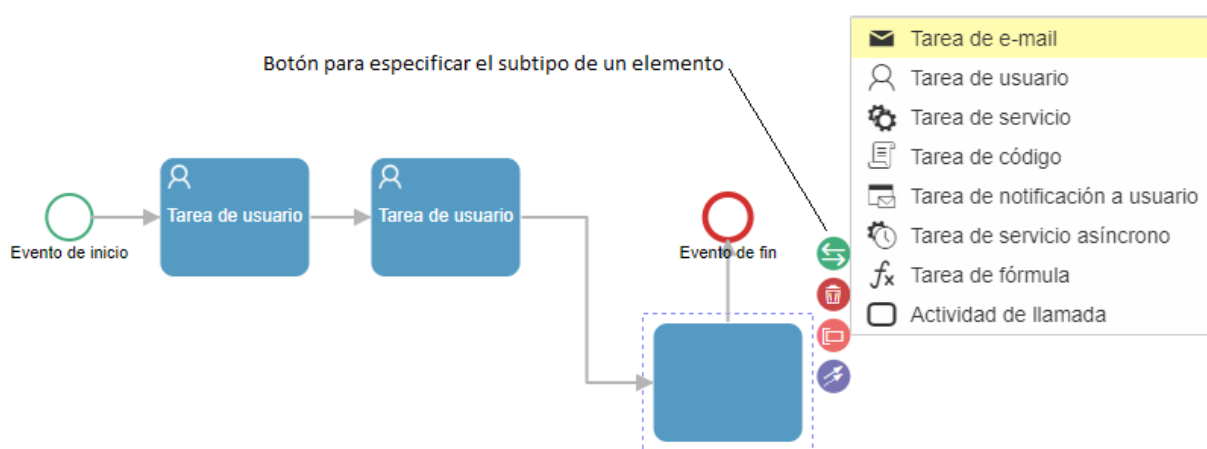 Botón para especificar el subtipo de un elemento
Tarea de e-mail
Tarea de usuario
Tarea de servicio
Tarea de código
Tarea de notificación a usuario
Tarea de servicio asíncrono
Tarea de fórmula
Actividad de llamada
Evento de inicio
Tarea de usuario
Tarea de usuario
Evento de fin